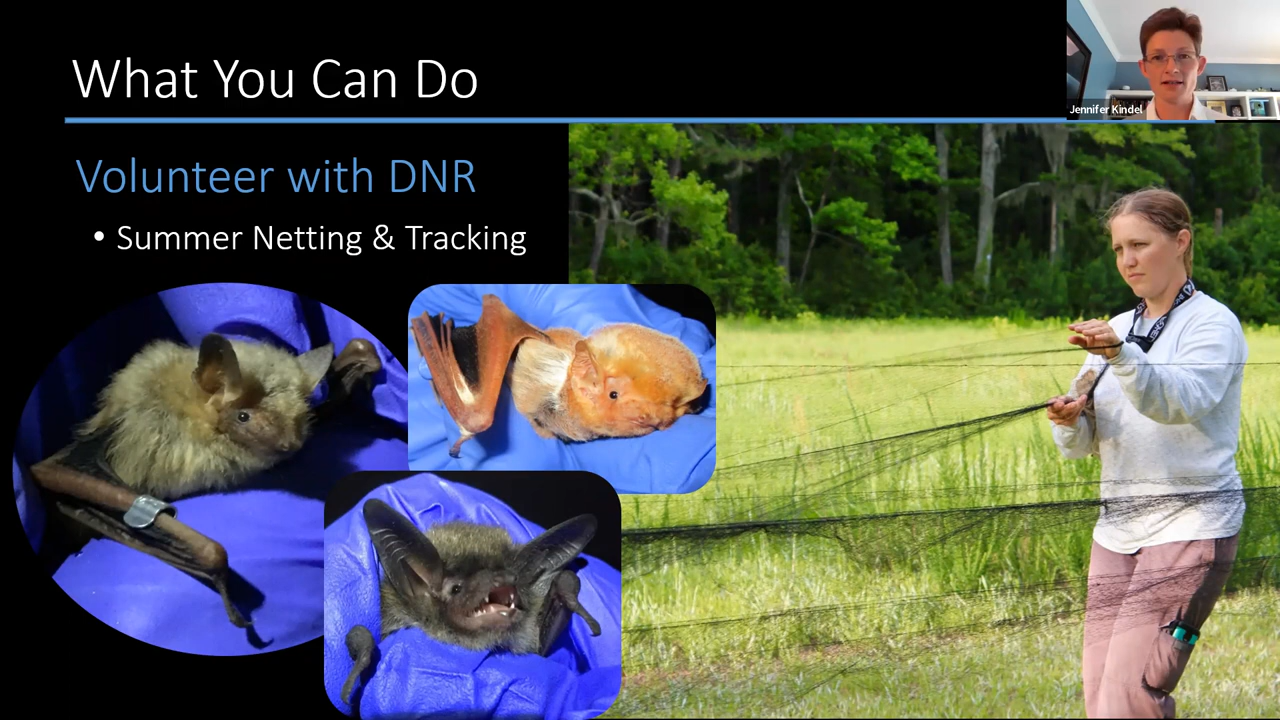 What You Can Do
Jennifer Kindel
Volunteer with DNR
• Summer Netting & Tracking